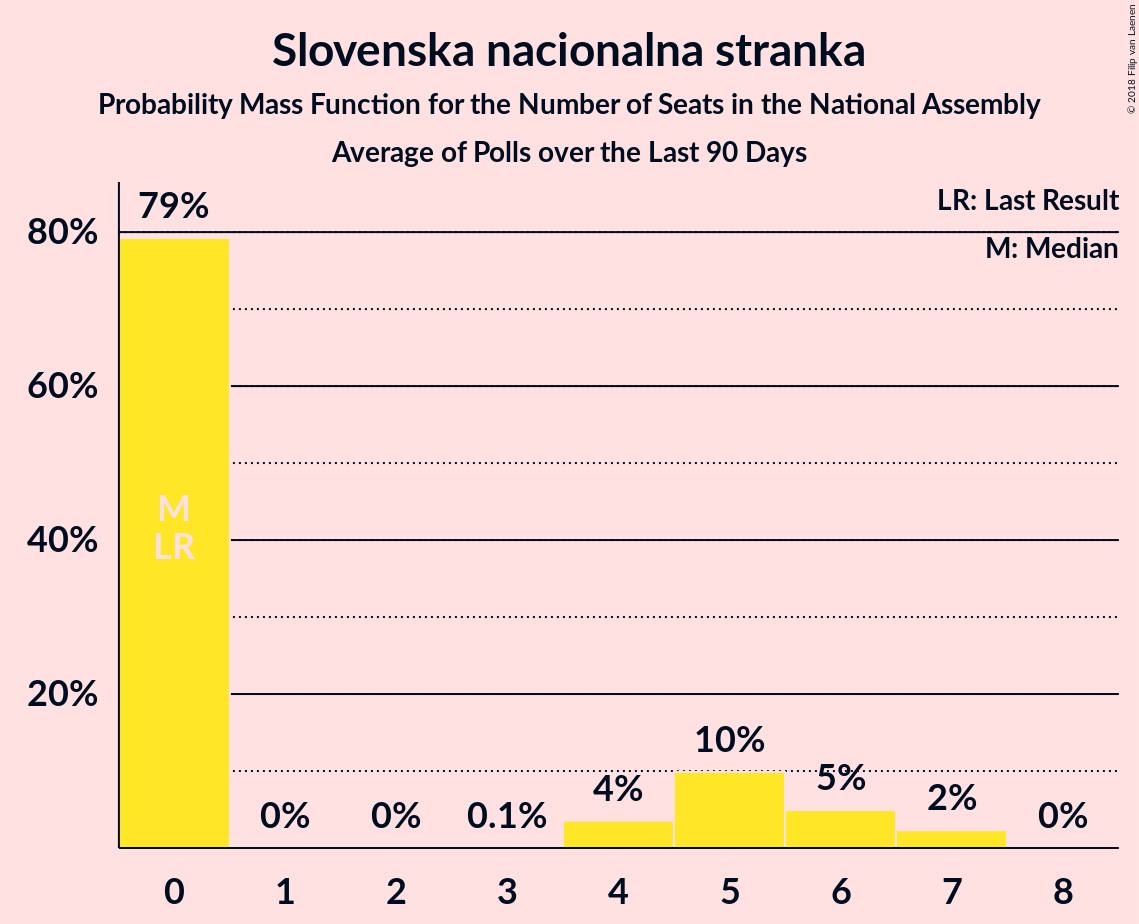 Slovenska nacionalna stranka
Probability Mass Function for the Number of Seats in the National Assembly
Average of Polls over the Last 90 Days
© 2018 Filip van Laenen
LR: Last Result
M: Median
80%
60%
40%
20%
79%
M
LR
0%
0%
0.1%
4%
10%
5%
2%
0%
0 1 2 3 4 5 6 7 8